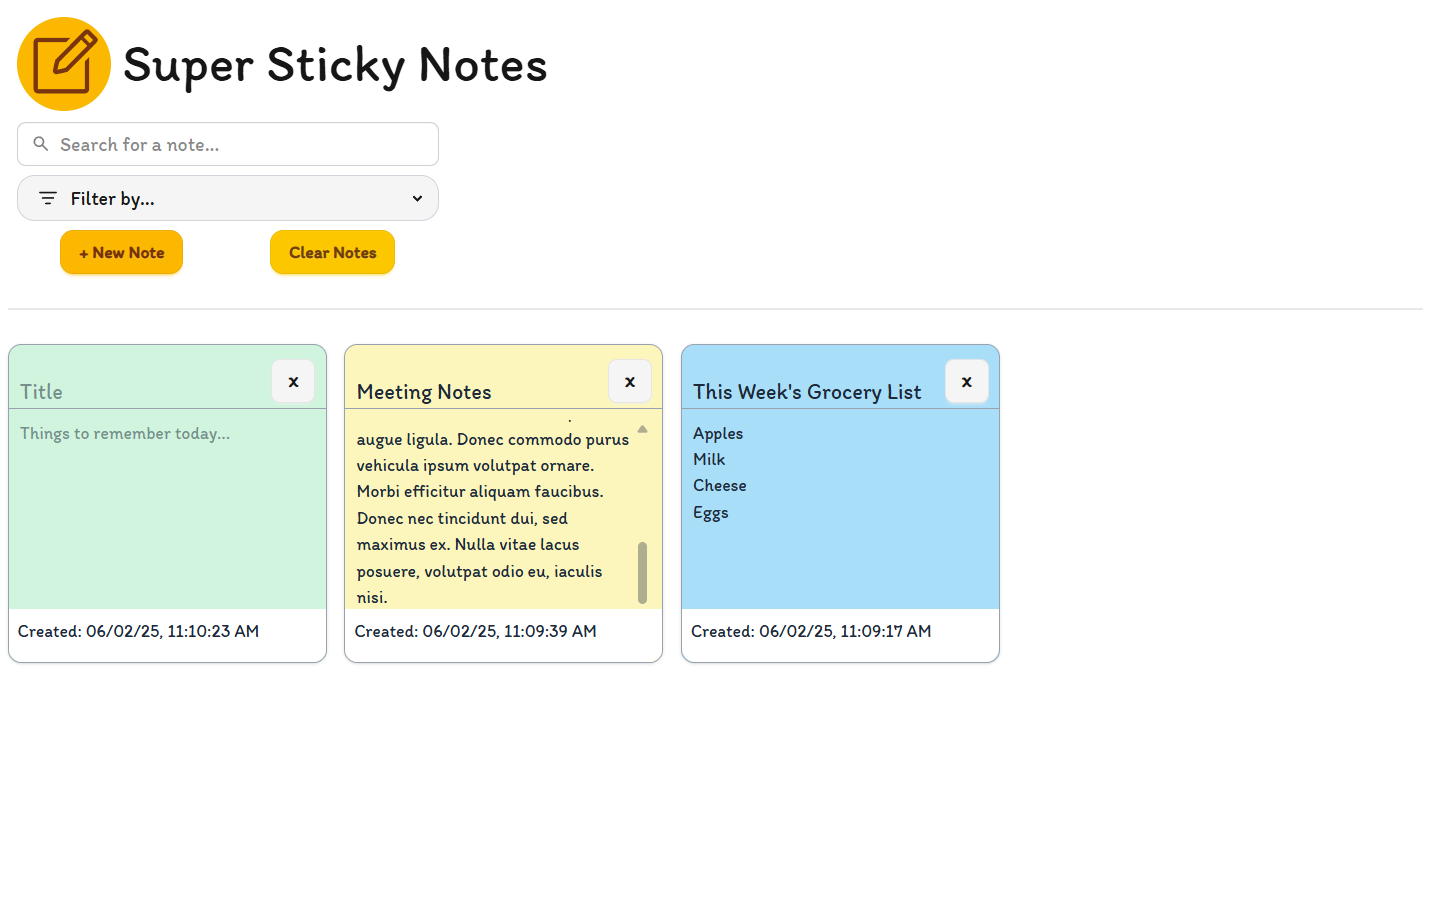 Super Sticky Notes
Search for a note...
Filter by...
+ New Note
Clear Notes
Title
x
Things to remember today...
Created: 06/02/25, 11:10:23 AM
Meeting Notes
x
augue ligula. Donec commodo purus
vehicula ipsum volutpat ornare.
Morbi efficitur aliquam faucibus.
Donec nec tincidunt dui, sed
maximus ex. Nulla vitae lacus
posuere, volutpat odio eu, iaculis
nisi.
Created: 06/02/25, 11:09:39 AM
This Week's Grocery List
x
Apples
Milk
Cheese
Eggs
Created: 06/02/25, 11:09:17 AM